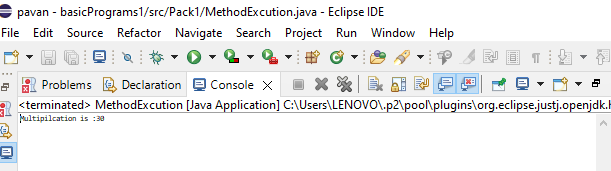 pavan - basicPrograms1/src/Pack1/MethodExcution.java - Eclipse IDE
File Edit Source Refactor Navigate Search Project Run Window Help
Problems Declaration Console
<terminated> MethodExcution [Java Application] C:\Users\LENOVO\.p2\pool\plugins\org.eclipse.justj.openjdk.h
Multipilcation is :30